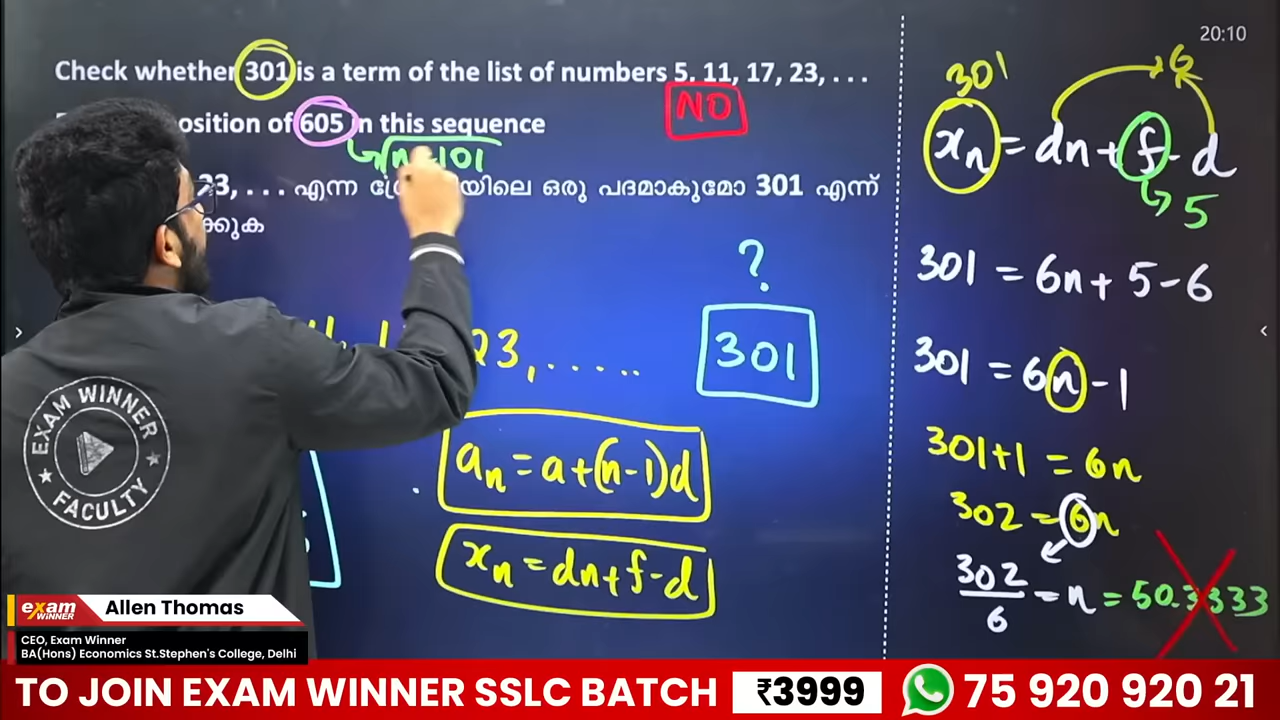 20:10
Check whether 301 is a term of the list of numbers 5, 11, 17, 23, . . .
osition of 605 in this sequence
NO
101
23, . . . എന്ന യിലെ ഒരു പദമാകുമോ 301 എന്ന്
ക്കുക
23, .....
?
301
aₙ = a + (n-1)d
xₙ = dn + f - d
301
6
xₙ = dn + f - d
5
301 = 6n + 5 - 6
301 = 6n - 1
301+1 = 6n
302 = 6n
302/6 = n = 50.3333
EXAM WINNER
FACULTY
exam WINNER
Allen Thomas
CEO, Exam Winner
BA(Hons) Economics St.Stephen's College, Delhi
TO JOIN EXAM WINNER SSLC BATCH ₹3999 75 920 920 21